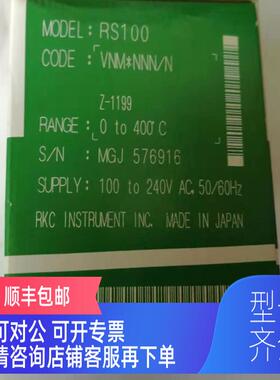 MODEL: RS100
CODE : VNM*NNN/N
Z-1199
RANGE: 0 to 400°C
S/N : MGJ 576916
SUPPLY: 100 to 240V AC, 50/60Hz
RKC INSTRUMENT INC. MADE IN JAPAN
顺丰包邮
可对公 可开专票
请咨询店铺客服再下单
型